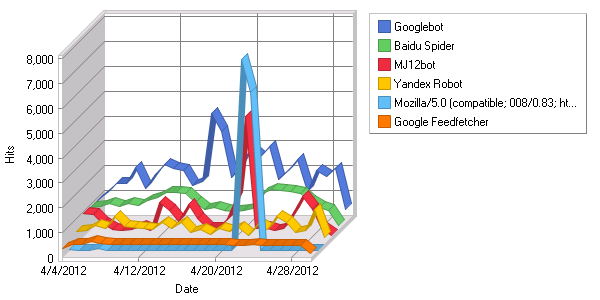 Googlebot
Baidu Spider
MJ12bot
Yandex Robot
Mozilla/5.0 (compatible; 008/0.83; ht...
Google Feedfetcher
8,000
7,000
6,000
5,000
4,000
3,000
2,000
1,000
0
Hits
4/4/2012 4/12/2012 4/20/2012 4/28/2012
Date